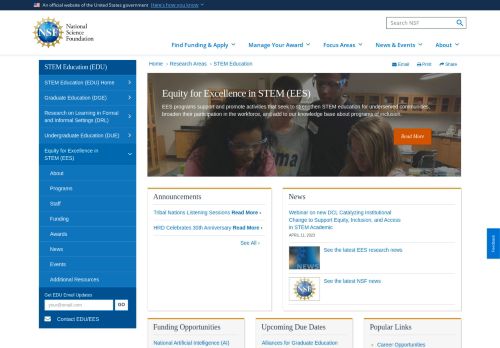 An official website of the United States government Here's how you know
NSF
National
Science
Foundation
Search NSF
Find Funding & Apply
Manage Your Award
Focus Areas
News & Events
About
Home › Research Areas › STEM Education
Email
Print
Share
STEM Education (EDU)
STEM Education (EDU) Home
Graduate Education (DGE)
Research on Learning in Formal
and Informal Settings (DRL)
Undergraduate Education (DUE)
Equity for Excellence in
STEM (EES)
About
Programs
Staff
Funding
Awards
News
Events
Additional Resources
Get EDU Email Updates
your@email.com
GO
Contact EDU/EES
Equity for Excellence in STEM (EES)
EES programs support and promote activities that seek to strengthen STEM education for underserved communities,
broaden their participation in the workforce, and add to our knowledge base about programs of inclusion.
Read More
Announcements
Tribal Nations Listening Sessions Read More ›
HRD Celebrates 30th Anniversary Read More ›
See All ›
News
Webinar on new DCL Catalyzing Institutional
Change to Support Equity, Inclusion, and Access
in STEM Academic
APRIL 11, 2023
NEWS
See the latest EES research news
NSF
See the latest NSF news
Feedback
Funding Opportunities
National Artificial Intelligence (AI)
Upcoming Due Dates
Alliances for Graduate Education
Popular Links
Career Opportunities